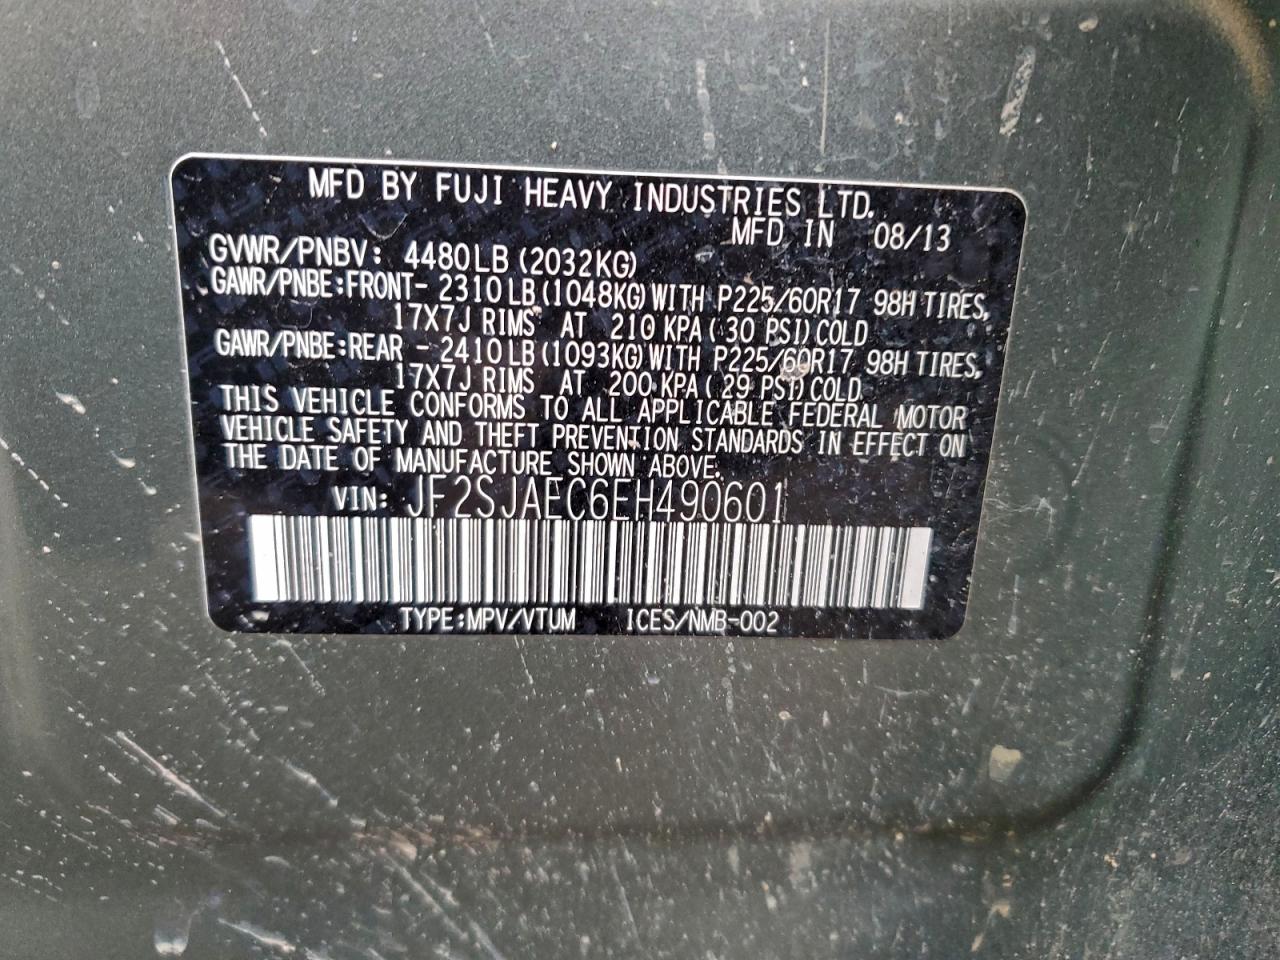 MFD BY FUJI HEAVY INDUSTRIES LTD.
MFD IN 08/13
GVWR/PNBV: 4480LB (2032KG)
GAWR/PNBE:FRONT- 2310LB (1048KG) WITH P225/60R17 98H TIRES,
17X7J RIMS AT 210 KPA ( 30 PSI) COLD
GAWR/PNBE:REAR - 2410LB (1093KG) WITH P225/60R17 98H TIRES,
17X7J RIMS AT 200 KPA ( 29 PSI) COLD.
THIS VEHICLE CONFORMS TO ALL APPLICABLE FEDERAL MOTOR
VEHICLE SAFETY AND THEFT PREVENTION STANDARDS IN EFFECT ON
THE DATE OF MANUFACTURE SHOWN ABOVE.
VIN: JF2SJAEC6EH490601
TYPE:MPV/VTUM ICES/NMB-002